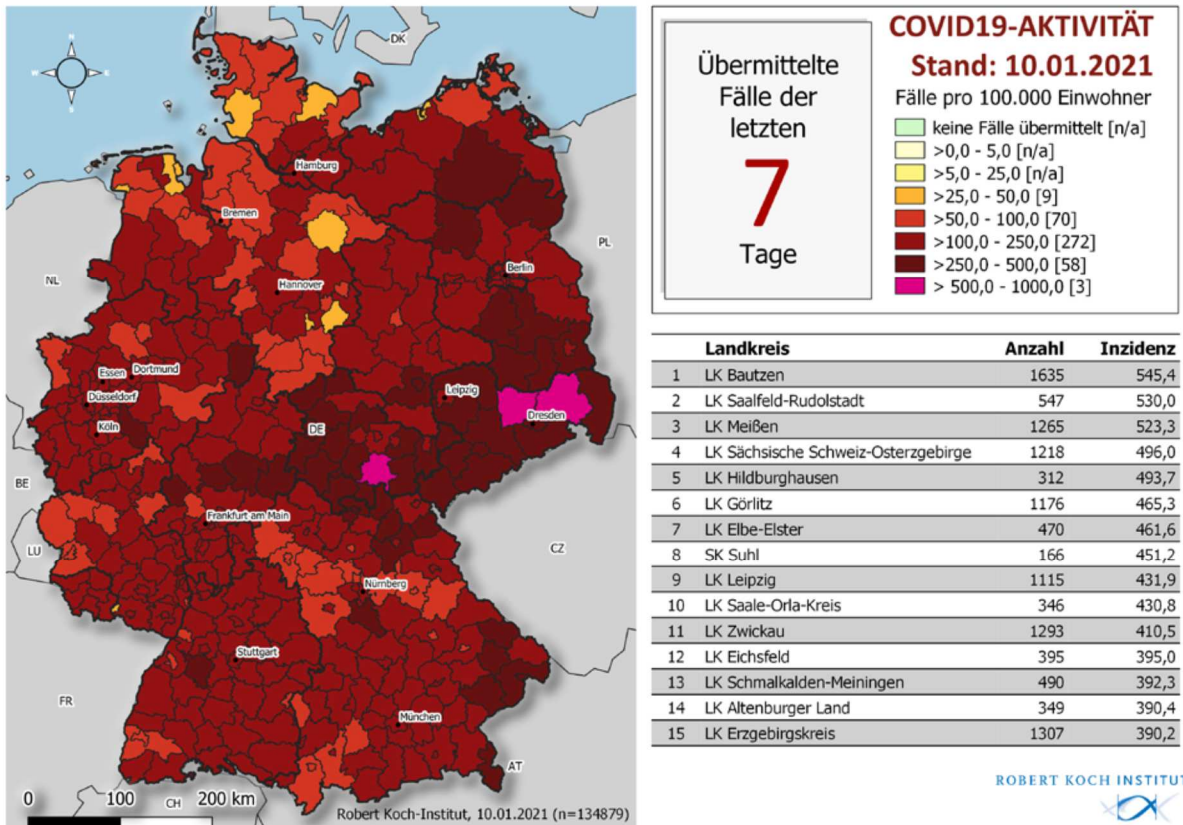 N
W
E
S
DK
NL
PL
BE
LU
FR
CH
AT
CZ
DE
Hamburg
Bremen
Berlin
Hannover
Essen
Dortmund
Düsseldorf
Köln
Leipzig
Dresden
Frankfurt am Main
Nürnberg
Stuttgart
München
0 100 200 km
Robert Koch-Institut, 10.01.2021 (n=134879)
Übermittelte
Fälle der
letzten
7
Tage
COVID19-AKTIVITÄT
Stand: 10.01.2021
Fälle pro 100.000 Einwohner
keine Fälle übermittelt [n/a]
>0,0 - 5,0 [n/a]
>5,0 - 25,0 [n/a]
>25,0 - 50,0 [9]
>50,0 - 100,0 [70]
>100,0 - 250,0 [272]
>250,0 - 500,0 [58]
> 500,0 - 1000,0 [3]
Landkreis Anzahl Inzidenz
1 LK Bautzen 1635 545,4
2 LK Saalfeld-Rudolstadt 547 530,0
3 LK Meißen 1265 523,3
4 LK Sächsische Schweiz-Osterzgebirge 1218 496,0
5 LK Hildburghausen 312 493,7
6 LK Görlitz 1176 465,3
7 LK Elbe-Elster 470 461,6
8 SK Suhl 166 451,2
9 LK Leipzig 1115 431,9
10 LK Saale-Orla-Kreis 346 430,8
11 LK Zwickau 1293 410,5
12 LK Eichsfeld 395 395,0
13 LK Schmalkalden-Meiningen 490 392,3
14 LK Altenburger Land 349 390,4
15 LK Erzgebirgskreis 1307 390,2
ROBERT KOCH INSTITUT